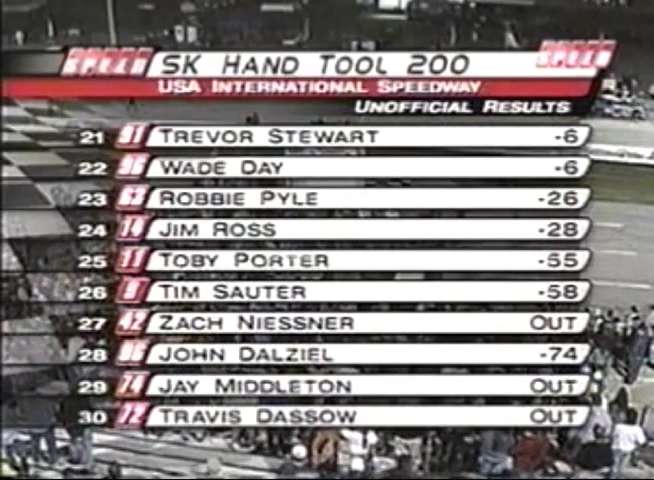 SPEED SK HAND TOOL 200 SPEED
USA INTERNATIONAL SPEEDWAY
UNOFFICIAL RESULTS
21 91 TREVOR STEWART -6
22 96 WADE DAY -6
23 63 ROBBIE PYLE -26
24 14 JIM ROSS -28
25 11 TOBY PORTER -55
26 9 TIM SAUTER -58
27 42 ZACH NIESSNER OUT
28 86 JOHN DALZIEL -74
29 74 JAY MIDDLETON OUT
30 72 TRAVIS DASSOW OUT